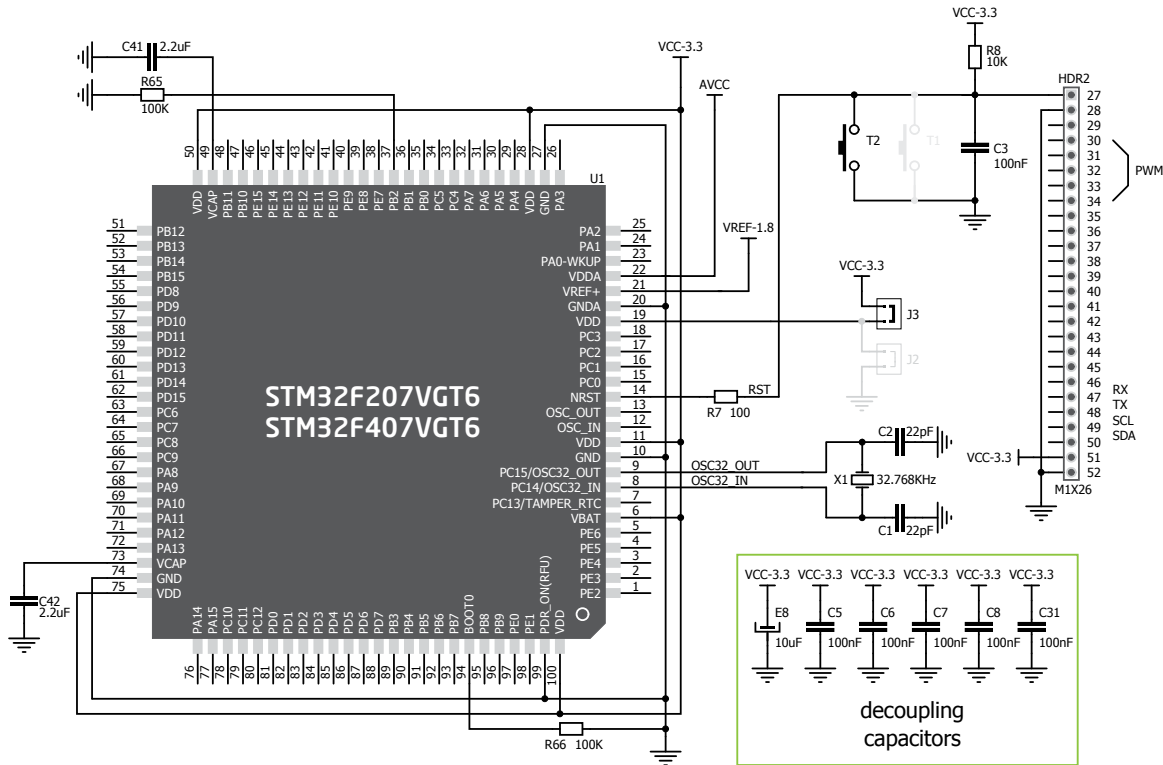 VCC-3.3
R8
10K
C41
2.2uF
VCC-3.3
R65
100K
AVCC
HDR2
27
28
29
30
31
32
33
34
35
36
37
38
39
40
41
42
43
44
45
46
47
48
49
50
51
52
M1X26
PWM
RX
TX
SCL
SDA
VCC-3.3
T2
T1
C3
100nF
50
49
48
47
46
45
44
43
42
41
40
39
38
37
36
35
34
33
32
31
30
29
28
27
26
U1
VDD
VCAP
PB11
PB10
PE15
PE14
PE13
PE12
PE11
PE10
PE9
PE8
PE7
PB2
PB1
PB0
PC5
PC4
PA7
PA6
PA5
PA4
VDD
GND
PA3
51 PB12
52 PB13
53 PB14
54 PB15
55 PD8
56 PD9
57 PD10
58 PD11
59 PD12
60 PD13
61 PD14
62 PD15
63 PC6
64 PC7
65 PC8
66 PC9
67 PA8
68 PA9
69 PA10
70 PA11
71 PA12
72 PA13
73 VCAP
74 GND
75 VDD
STM32F207VGT6
STM32F407VGT6
PA2 25
PA1 24
PA0-WKUP 23
VDDA 22
VREF+ 21
GNDA 20
VDD 19
PC3 18
PC2 17
PC1 16
PC0 15
NRST 14
OSC_OUT 13
OSC_IN 12
VDD 11
GND 10
PC15/OSC32_OUT 9
PC14/OSC32_IN 8
PC13/TAMPER_RTC 7
VBAT 6
PE6 5
PE5 4
PE4 3
PE3 2
PE2 1
VREF-1.8
VCC-3.3
J3
J2
RST
R7 100
C2 22pF
OSC32_OUT
OSC32_IN
X1 32.768KHz
C1 22pF
C42
2.2uF
PA14
PA15
PC10
PC11
PC12
PD0
PD1
PD2
PD3
PD4
PD5
PD6
PD7
PB3
PB4
PB5
PB6
PB7
BOOT0
PB8
PB9
PE0
PE1
PDR_ON(RFU)
VDD
76
77
78
79
80
81
82
83
84
85
86
87
88
89
90
91
92
93
94
95
96
97
98
99
100
R66 100K
VCC-3.3 VCC-3.3 VCC-3.3 VCC-3.3 VCC-3.3 VCC-3.3
E8 C5 C6 C7 C8 C31
10uF 100nF 100nF 100nF 100nF 100nF
decoupling
capacitors